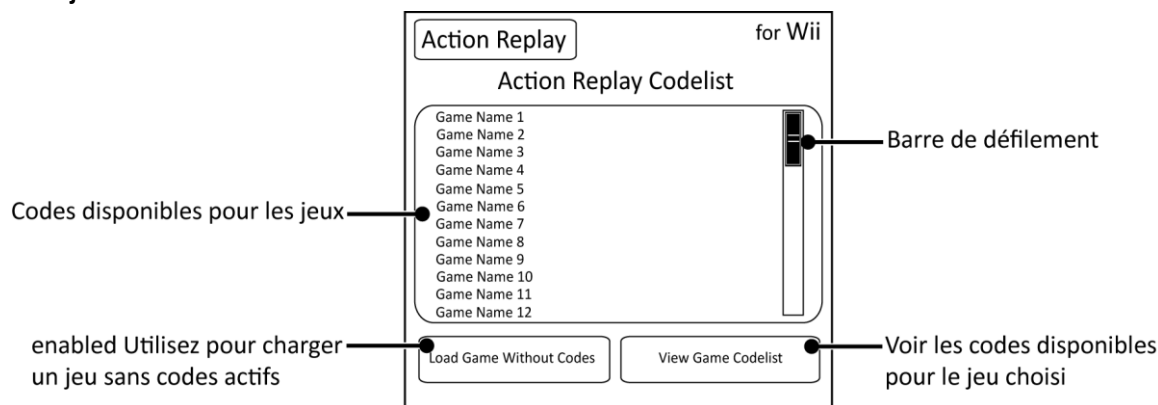 Action Replay
for Wii
Action Replay Codelist
Game Name 1
Game Name 2
Game Name 3
Game Name 4
Game Name 5
Game Name 6
Game Name 7
Game Name 8
Game Name 9
Game Name 10
Game Name 11
Game Name 12
Barre de défilement
Codes disponibles pour les jeux
enabled Utilisez pour charger
un jeu sans codes actifs
Load Game Without Codes
View Game Codelist
Voir les codes disponibles
pour le jeu choisi